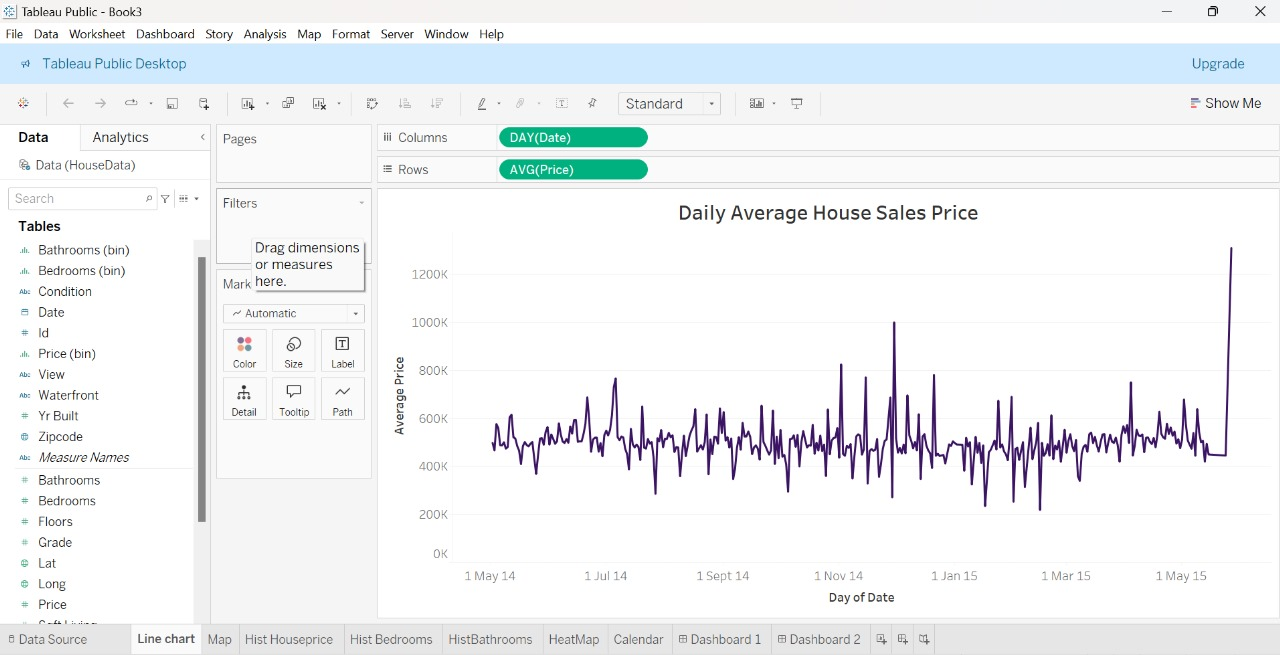 Tableau Public - Book3
File Data Worksheet Dashboard Story Analysis Map Format Server Window Help
Tableau Public Desktop Upgrade
Standard Show Me
Data Analytics
Data (HouseData)
Search
Tables
Bathrooms (bin)
Bedrooms (bin)
Abc Condition
Date
Id
Price (bin)
Abc View
Abc Waterfront
Yr Built
Zipcode
Abc Measure Names
Bathrooms
Bedrooms
Floors
Grade
Lat
Long
Price
Pages
Filters
Drag dimensions
or measures
here.
Mark
Automatic
Color Size Label
Detail Tooltip Path
Columns DAY(Date)
Rows AVG(Price)
Daily Average House Sales Price
Average Price
1200K
1000K
800K
600K
400K
200K
0K
1 May 14 1 Jul 14 1 Sept 14 1 Nov 14 1 Jan 15 1 Mar 15 1 May 15
Day of Date
Data Source Line chart Map Hist Houseprice Hist Bedrooms HistBathrooms HeatMap Calendar Dashboard 1 Dashboard 2